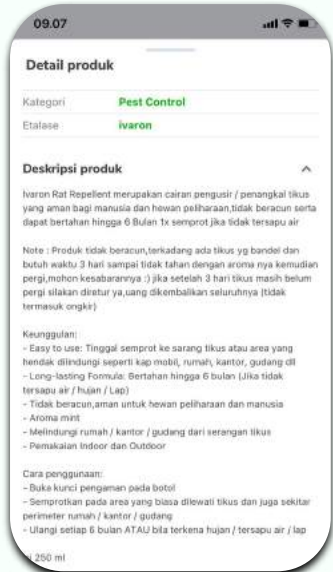 09.07
Detail produk
Kategori Pest Control
Etalase ivaron
Deskripsi produk
Ivaron Rat Repellent merupakan cairan pengusir / penangkal tikus
yang aman bagi manusia dan hewan peliharaan,tidak beracun serta
dapat bertahan hingga 6 Bulan 1x semprot jika tidak tersapu air
Note : Produk tidak beracun,terkadang ada tikus yg bandel dan
butuh waktu 3 hari sampai tidak tahan dengan aroma nya kemudian
pergi,mohon kesabarannya :) jika setelah 3 hari tikus masih belum
pergi silakan diretur ya,uang dikembalikan seluruhnya (tidak
termasuk ongkir)
Keunggulan:
- Easy to use: Tinggal semprot ke sarang tikus atau area yang
hendak dilindungi seperti kap mobil, rumah, kantor, gudang dll
- Long-lasting Formula: Bertahan hingga 6 bulan (Jika tidak
tersapu air / hujan / Lap)
- Tidak beracun,aman untuk hewan peliharaan dan manusia
- Aroma mint
- Melindungi rumah / kantor / gudang dari serangan tikus
- Pemakaian Indoor dan Outdoor
Cara penggunaan:
- Buka kunci pengaman pada botol
- Semprotkan pada area yang biasa dilewati tikus dan juga sekitar
perimeter rumah / kantor / gudang
- Ulangi setiap 6 bulan ATAU bila terkena hujan / tersapu air / lap
250 ml